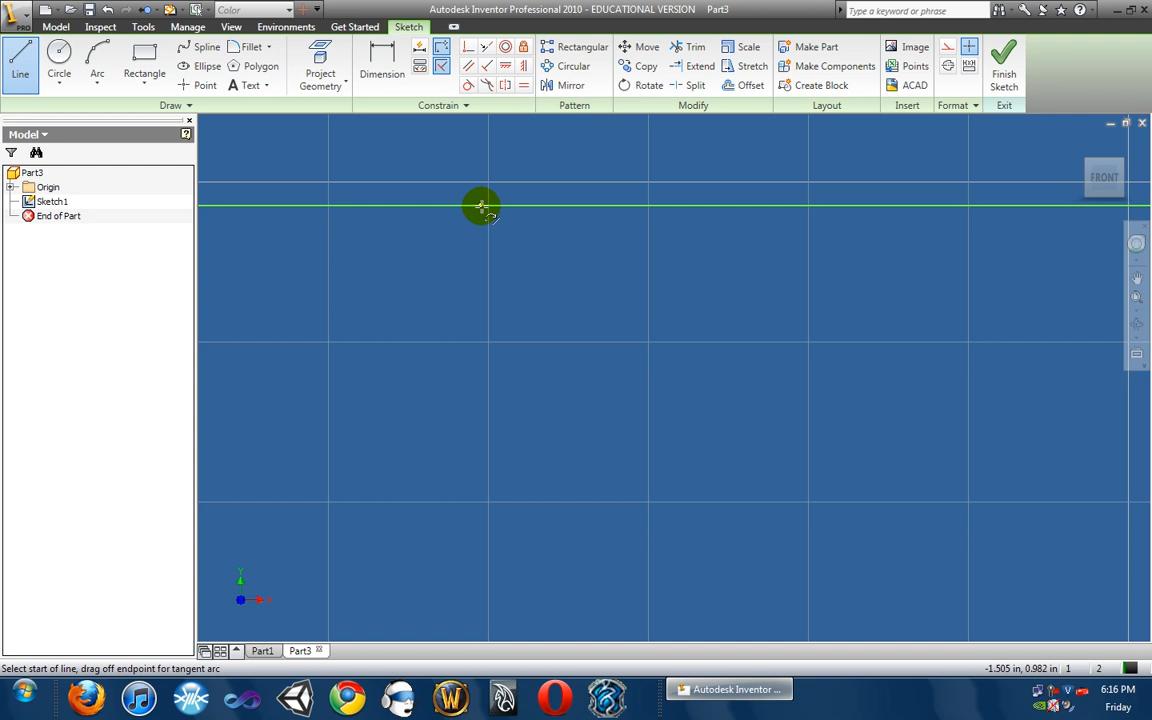 Color
Autodesk Inventor Professional 2010 - EDUCATIONAL VERSION Part3
Type a keyword or phrase
PRO
Model Inspect Tools Manage View Environments Get Started Sketch
Line
Circle
Arc
Rectangle
Spline
Ellipse
Point
Fillet
Polygon
Text
Project
Geometry
Dimension
Rectangular
Circular
Mirror
Move
Copy
Rotate
Trim
Extend
Split
Scale
Stretch
Offset
Make Part
Make Components
Create Block
Image
Points
ACAD
Finish
Sketch
Draw Constrain Pattern Modify Layout Insert Format Exit
Model
Part3
Origin
Sketch1
End of Part
FRONT
Y
X
Part1 Part3
Select start of line, drag off endpoint for tangent arc
-1.505 in, 0.982 in 1 2
Autodesk Inventor ...
6:16 PM
Friday